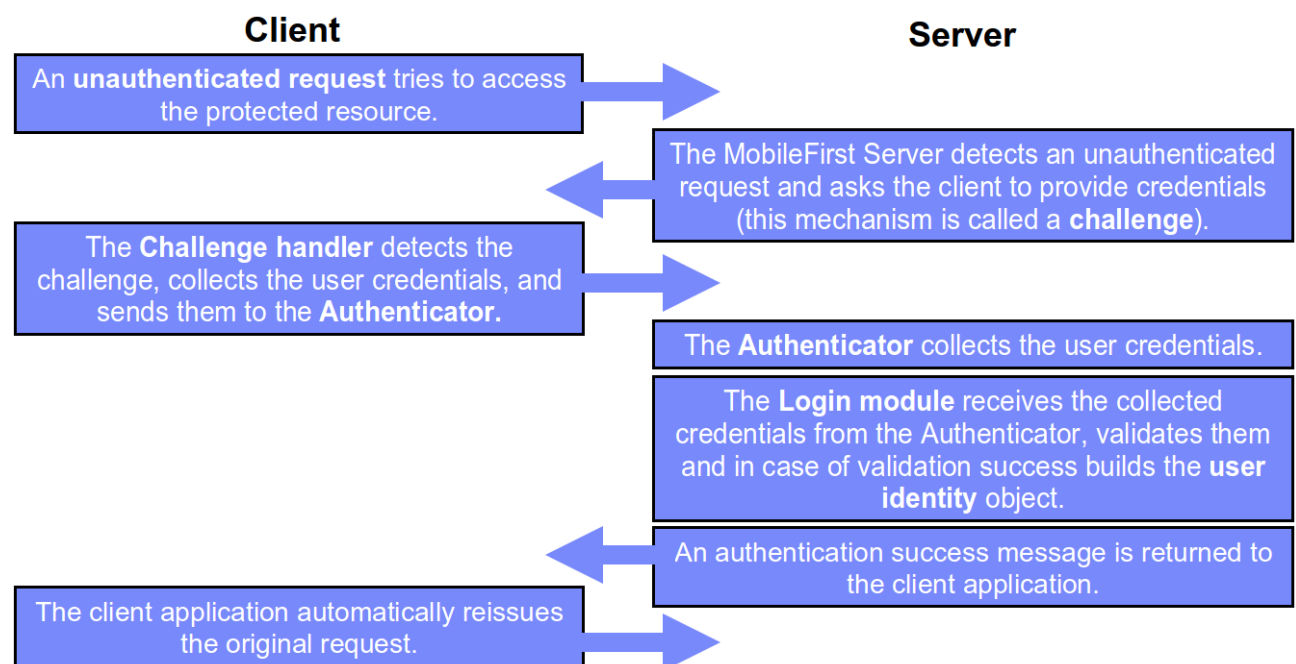 Client
Server
An unauthenticated request tries to access
the protected resource.
The MobileFirst Server detects an unauthenticated
request and asks the client to provide credentials
(this mechanism is called a challenge).
The Challenge handler detects the
challenge, collects the user credentials, and
sends them to the Authenticator.
The Authenticator collects the user credentials.
The Login module receives the collected
credentials from the Authenticator, validates them
and in case of validation success builds the user
identity object.
An authentication success message is returned to
the client application.
The client application automatically reissues
the original request.